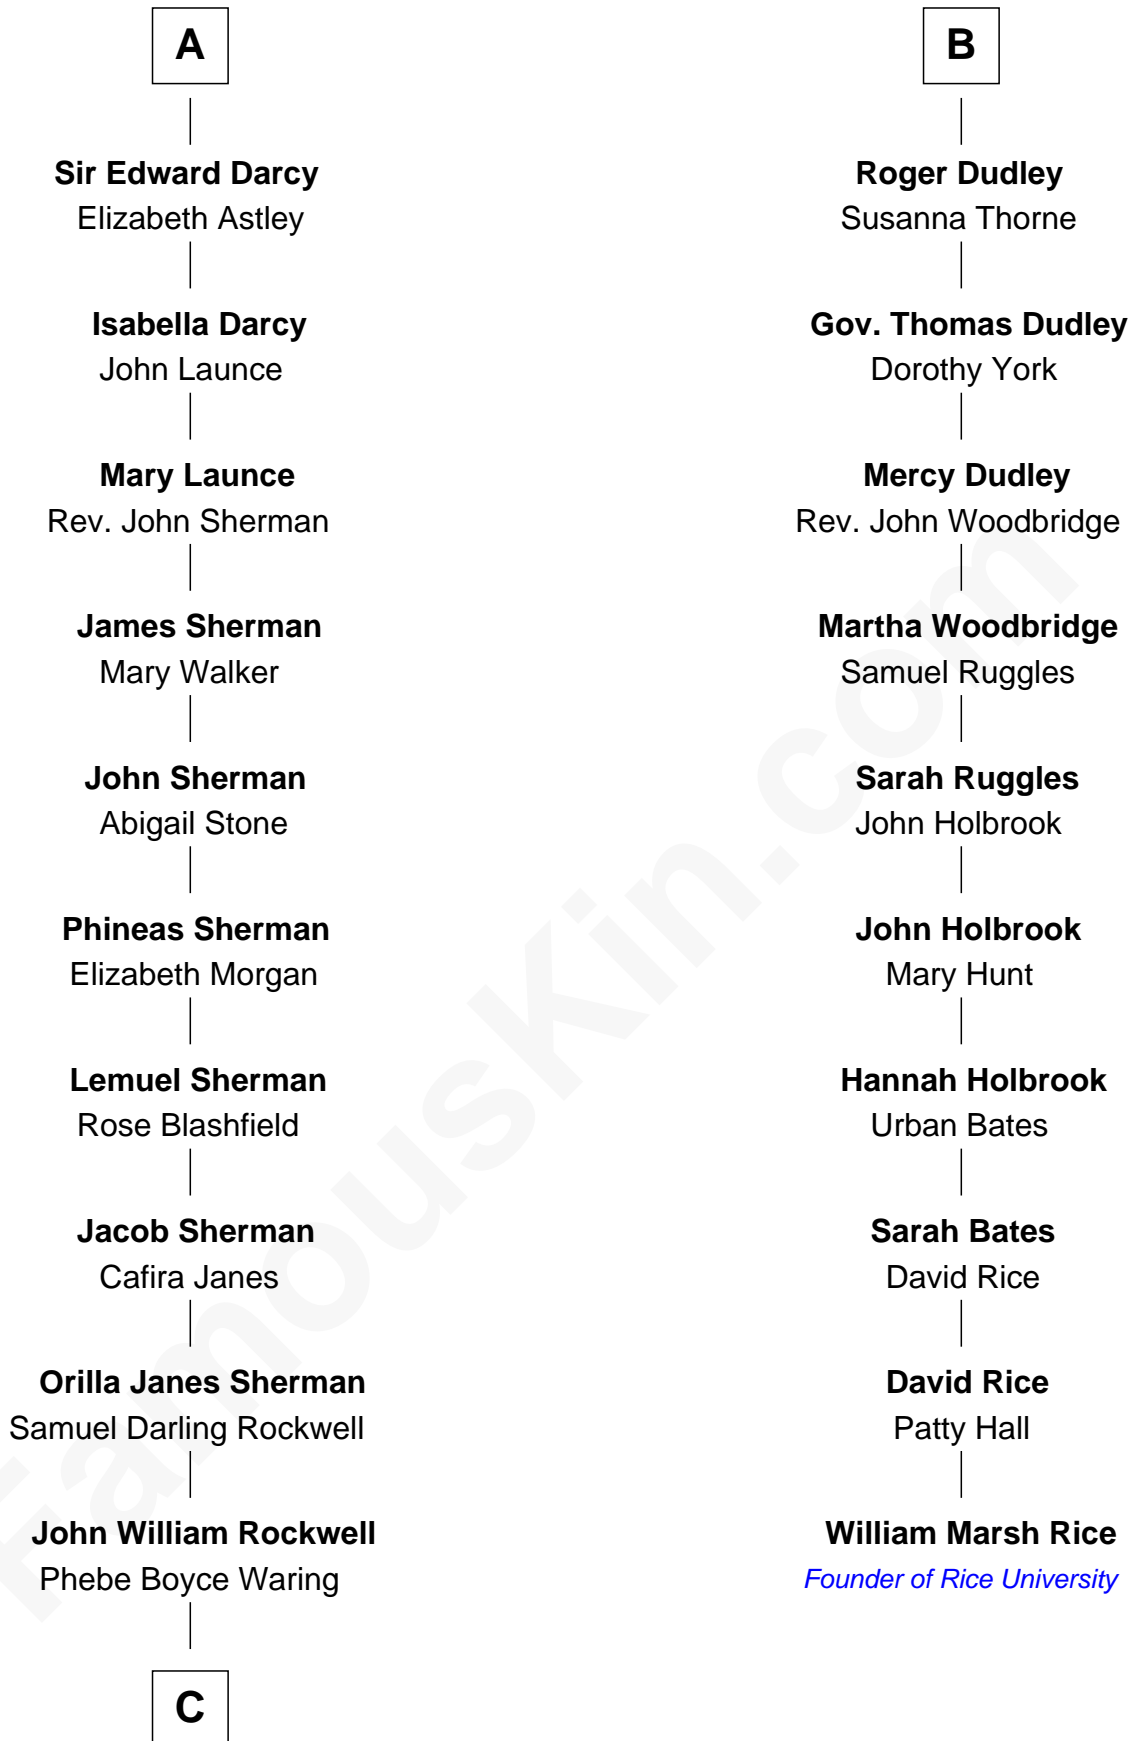 A
Sir Edward Darcy
Elizabeth Astley
Isabella Darcy
John Launce
Mary Launce
Rev. John Sherman
James Sherman
Mary Walker
John Sherman
Abigail Stone
Phineas Sherman
Elizabeth Morgan
Lemuel Sherman
Rose Blashfield
Jacob Sherman
Cafira Janes
Orilla Janes Sherman
Samuel Darling Rockwell
John William Rockwell
Phebe Boyce Waring
C
B
Roger Dudley
Susanna Thorne
Gov. Thomas Dudley
Dorothy York
Mercy Dudley
Rev. John Woodbridge
Martha Woodbridge
Samuel Ruggles
Sarah Ruggles
John Holbrook
John Holbrook
Mary Hunt
Hannah Holbrook
Urban Bates
Sarah Bates
David Rice
David Rice
Patty Hall
William Marsh Rice
Founder of Rice University
FamousKin.com